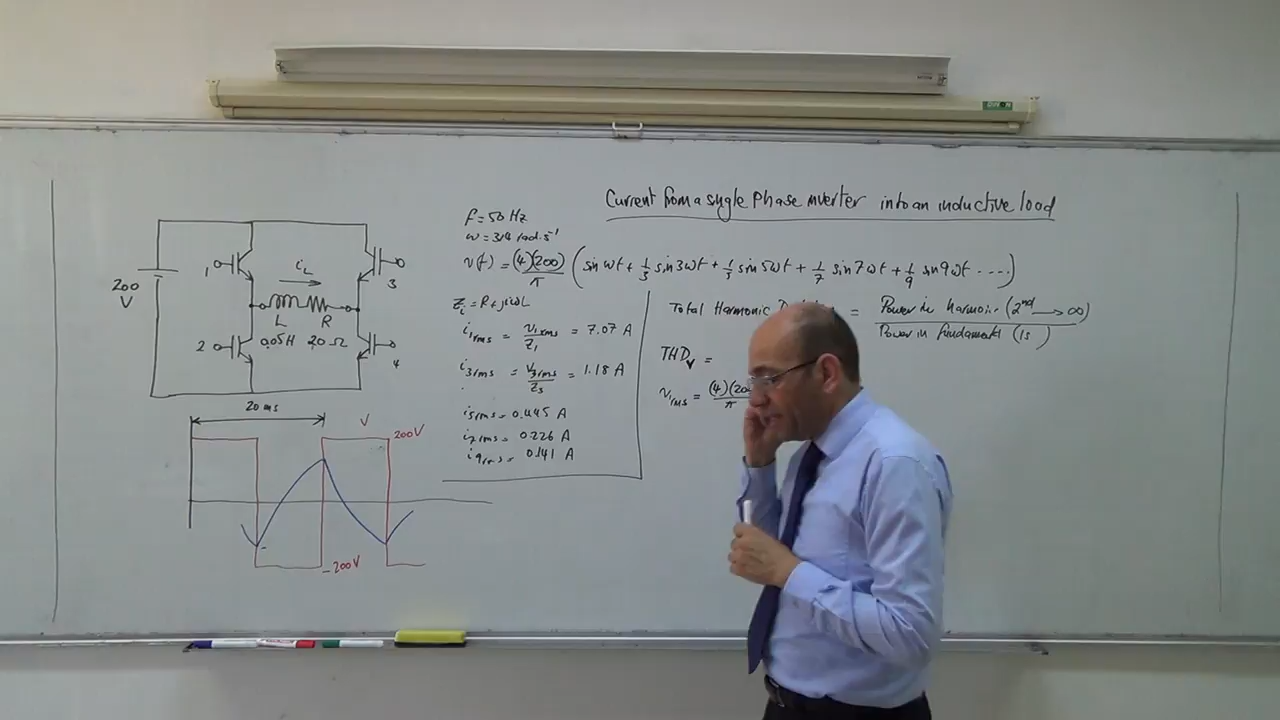 Current from a single Phase inverter into an inductive load
f = 50 Hz
ω = 314 rad.s⁻¹
v(t) = (4)(200)/π (sin ωt + 1/3 sin 3ωt + 1/5 sin 5ωt + 1/7 sin 7ωt + 1/9 sin 9ωt ....)
Zᵢ = R + jωL
i₁rms = v₁rms/Z₁ = 7.07 A
i₃rms = v₃rms/Z₃ = 1.18 A
i₅rms = 0.445 A
i₇rms = 0.226 A
i₉rms = 0.141 A
Total Harmonic = Power in harmonic (2nd → ∞) / Power in fundamental (1s )
THDv =
v₁rms = (4)(20 / π
200 V
1
iL
3
L R
2
0.05H 20Ω
4
20 ms
V
200V
-200V